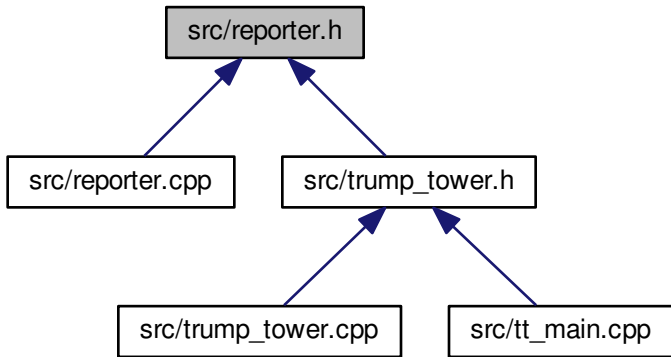 src/reporter.h
src/reporter.cpp
src/trump_tower.h
src/trump_tower.cpp
src/tt_main.cpp